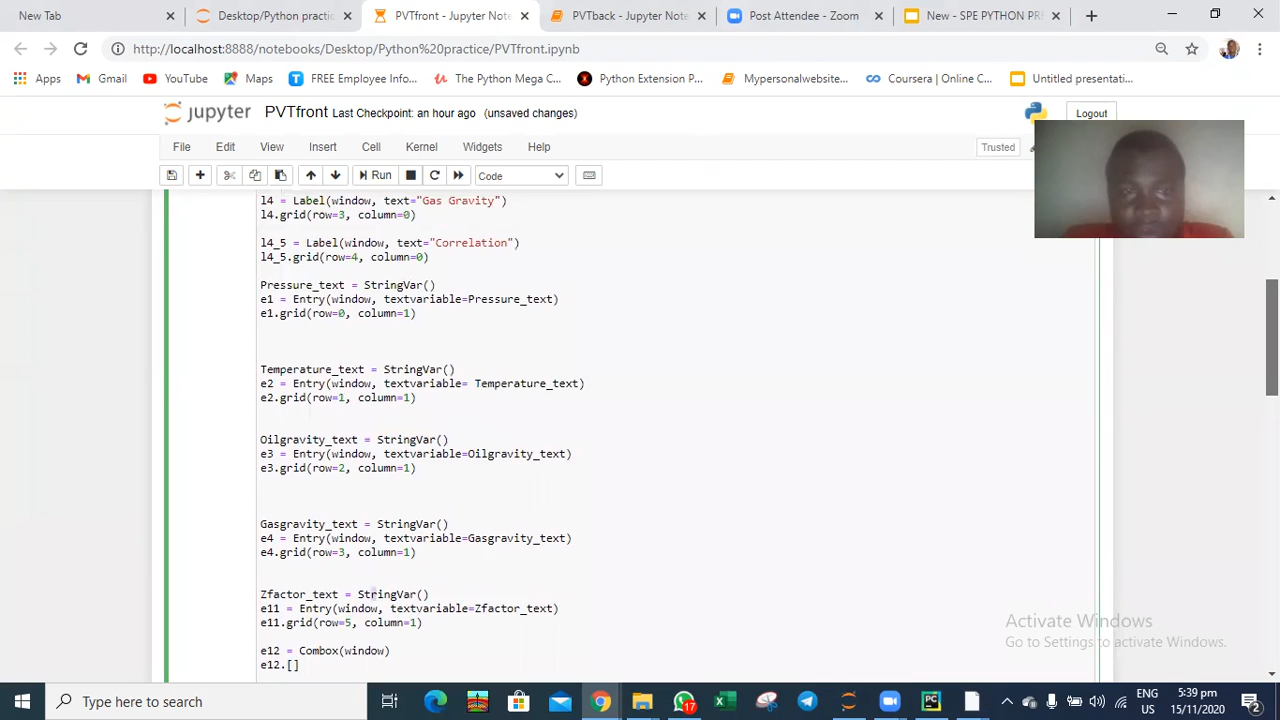 New Tab
Desktop/Python practic
PVTfront - Jupyter Note
PVTback - Jupyter Note
Post Attendee - Zoom
New - SPE PYTHON PRE
http://localhost:8888/notebooks/Desktop/Python%20practice/PVTfront.ipynb
Apps
Gmail
YouTube
Maps
FREE Employee Info...
The Python Mega C...
Python Extension P...
Mypersonalwebsite...
Coursera | Online C...
Untitled presentati...
jupyter
PVTfront Last Checkpoint: an hour ago (unsaved changes)
Logout
File
Edit
View
Insert
Cell
Kernel
Widgets
Help
Trusted
Run
Code
l4 = Label(window, text="Gas Gravity")
l4.grid(row=3, column=0)
l4_5 = Label(window, text="Correlation")
l4_5.grid(row=4, column=0)
Pressure_text = StringVar()
e1 = Entry(window, textvariable=Pressure_text)
e1.grid(row=0, column=1)
Temperature_text = StringVar()
e2 = Entry(window, textvariable= Temperature_text)
e2.grid(row=1, column=1)
Oilgravity_text = StringVar()
e3 = Entry(window, textvariable=Oilgravity_text)
e3.grid(row=2, column=1)
Gasgravity_text = StringVar()
e4 = Entry(window, textvariable=Gasgravity_text)
e4.grid(row=3, column=1)
Zfactor_text = StringVar()
e11 = Entry(window, textvariable=Zfactor_text)
e11.grid(row=5, column=1)
e12 = Combox(window)
e12.[]
Activate Windows
Go to Settings to activate Windows.
Type here to search
17
ENG
US
5:39 pm
15/11/2020
2